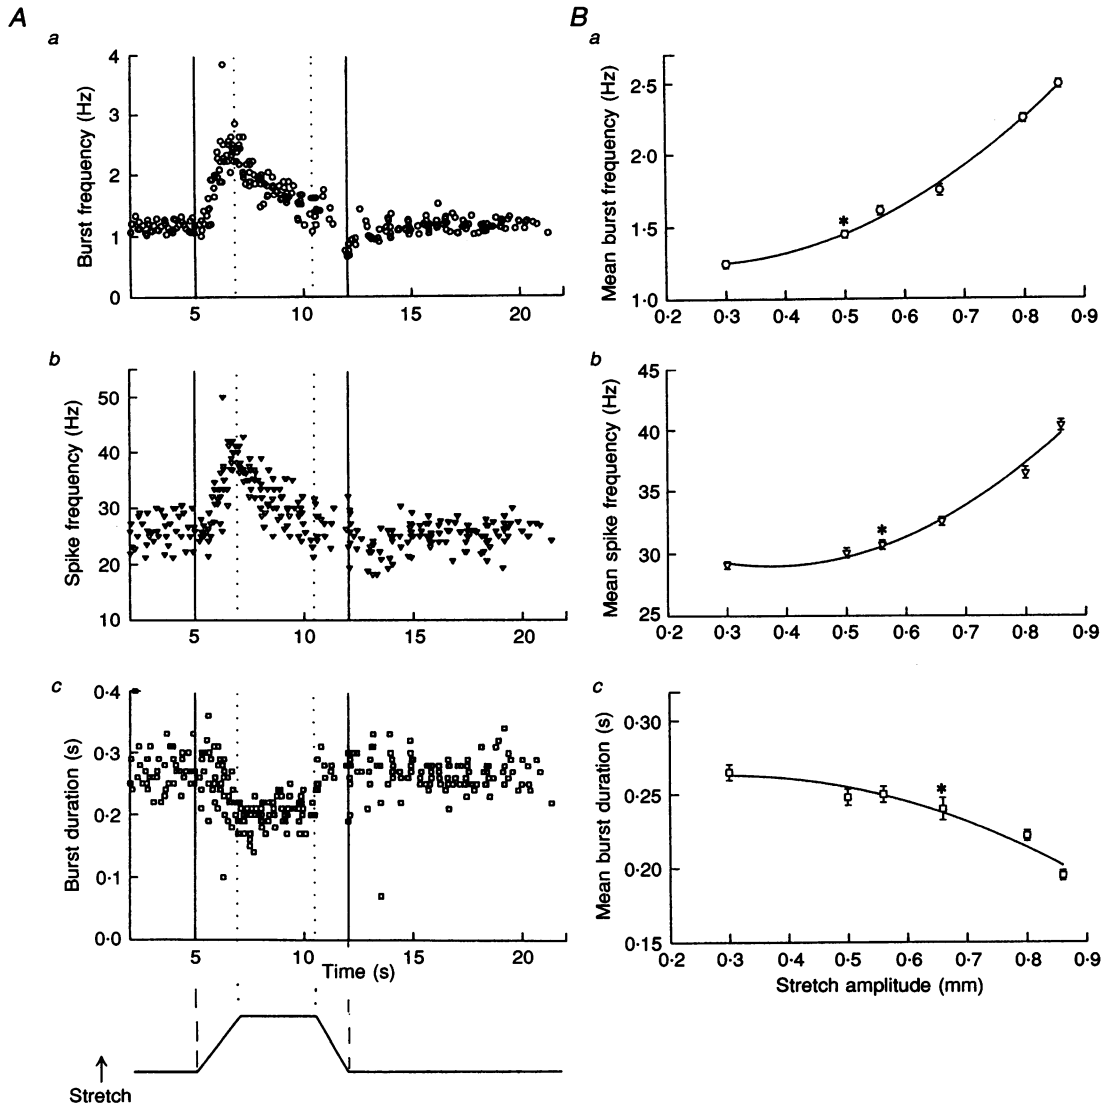 A
B
a
4
3
2
1
0
Burst frequency (Hz)
5
10
15
20
b
50
40
30
20
10
Spike frequency (Hz)
5
10
15
20
c
0·4
0·3
0·2
0·1
0·0
Burst duration (s)
5
10
15
20
Time (s)
Stretch
a
2·5
2·0
1·5
1·0
Mean burst frequency (Hz)
*
0·2 0·3 0·4 0·5 0·6 0·7 0·8 0·9
b
45
40
35
30
25
Mean spike frequency (Hz)
*
0·2 0·3 0·4 0·5 0·6 0·7 0·8 0·9
c
0·30
0·25
0·20
0·15
Mean burst duration (s)
*
0·2 0·3 0·4 0·5 0·6 0·7 0·8 0·9
Stretch amplitude (mm)